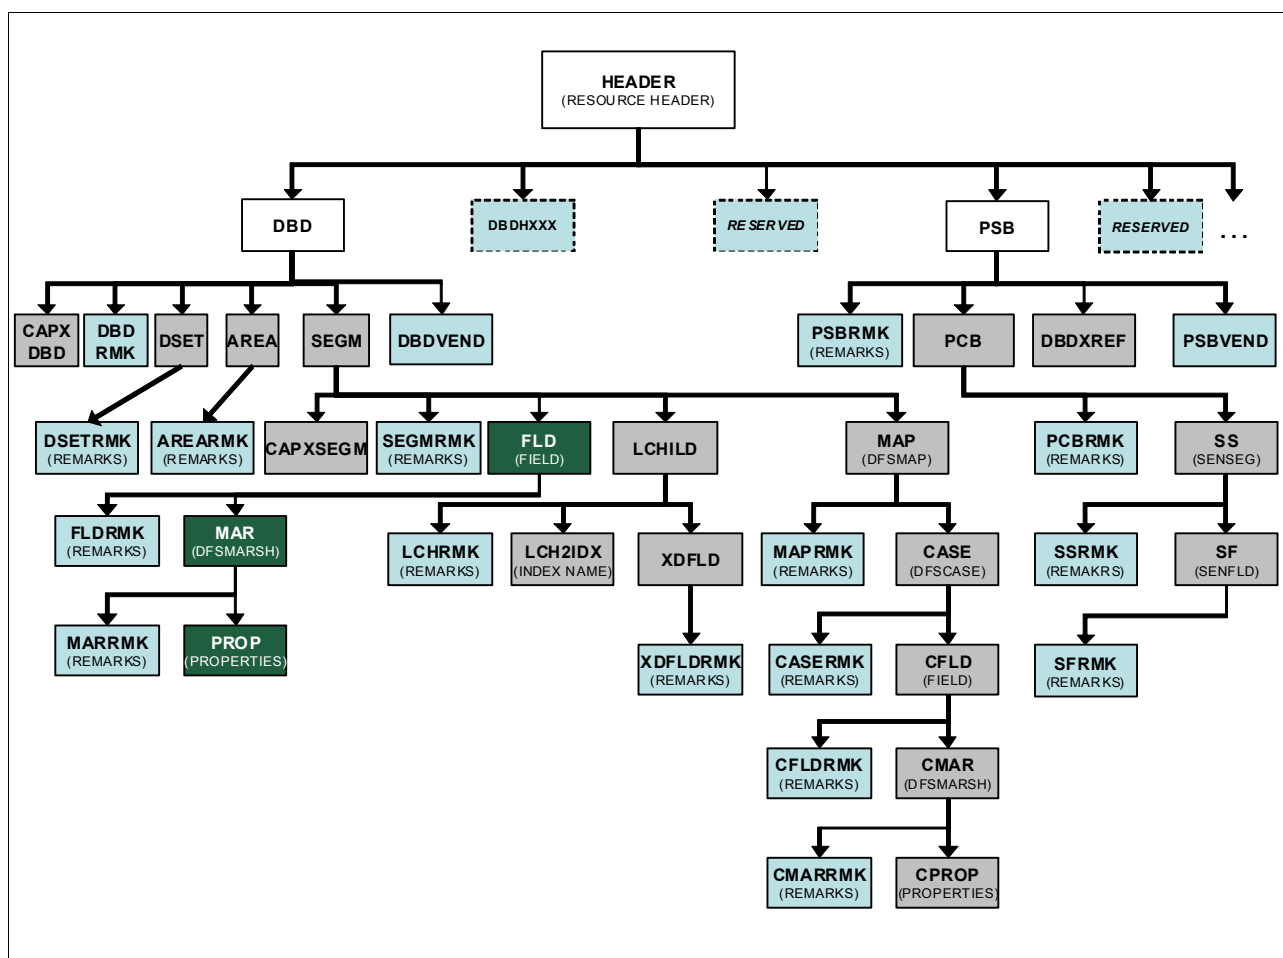 HEADER
(RESOURCE HEADER)
DBD
DBDHXXX
RESERVED
PSB
RESERVED
...
CAPX
DBD
DBD
RMK
DSET
AREA
SEGM
DBDVEND
PSBRMK
(REMARKS)
PCB
DBDXREF
PSBVEND
DSETRMK
(REMARKS)
AREARMK
(REMARKS)
CAPXSEGM
SEGMRMK
(REMARKS)
FLD
(FIELD)
LCHILD
MAP
(DFSMAP)
PCBRMK
(REMARKS)
SS
(SENSEG)
FLDRMK
(REMARKS)
MAR
(DFSMARSH)
LCHRMK
(REMARKS)
LCH2IDX
(INDEX NAME)
XDFLD
MAPRMK
(REMARKS)
CASE
(DFSCASE)
SSRMK
(REMAKRS)
SF
(SENFLD)
MARRMK
(REMARKS)
PROP
(PROPERTIES)
XDFLDRMK
(REMARKS)
CASERMK
(REMARKS)
CFLD
(FIELD)
SFRMK
(REMARKS)
CFLDRMK
(REMARKS)
CMAR
(DFSMARSH)
CMARRMK
(REMARKS)
CPROP
(PROPERTIES)